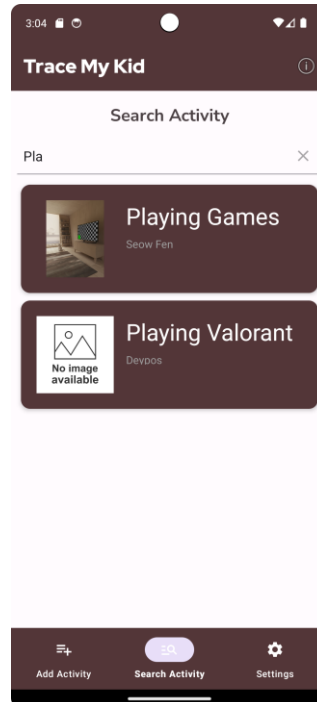 3:04
Trace My Kid
Search Activity
Pla
Playing Games
Seow Fen
Playing Valorant
Deypos
No image
available
Add Activity
Search Activity
Settings